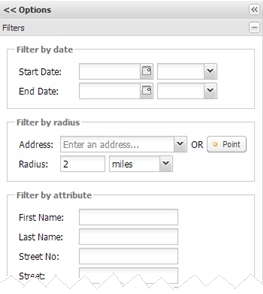 << Options
Filters
Filter by date
Start Date:
End Date:
Filter by radius
Address: Enter an address... OR Point
Radius: 2 miles
Filter by attribute
First Name:
Last Name:
Street No:
Street: